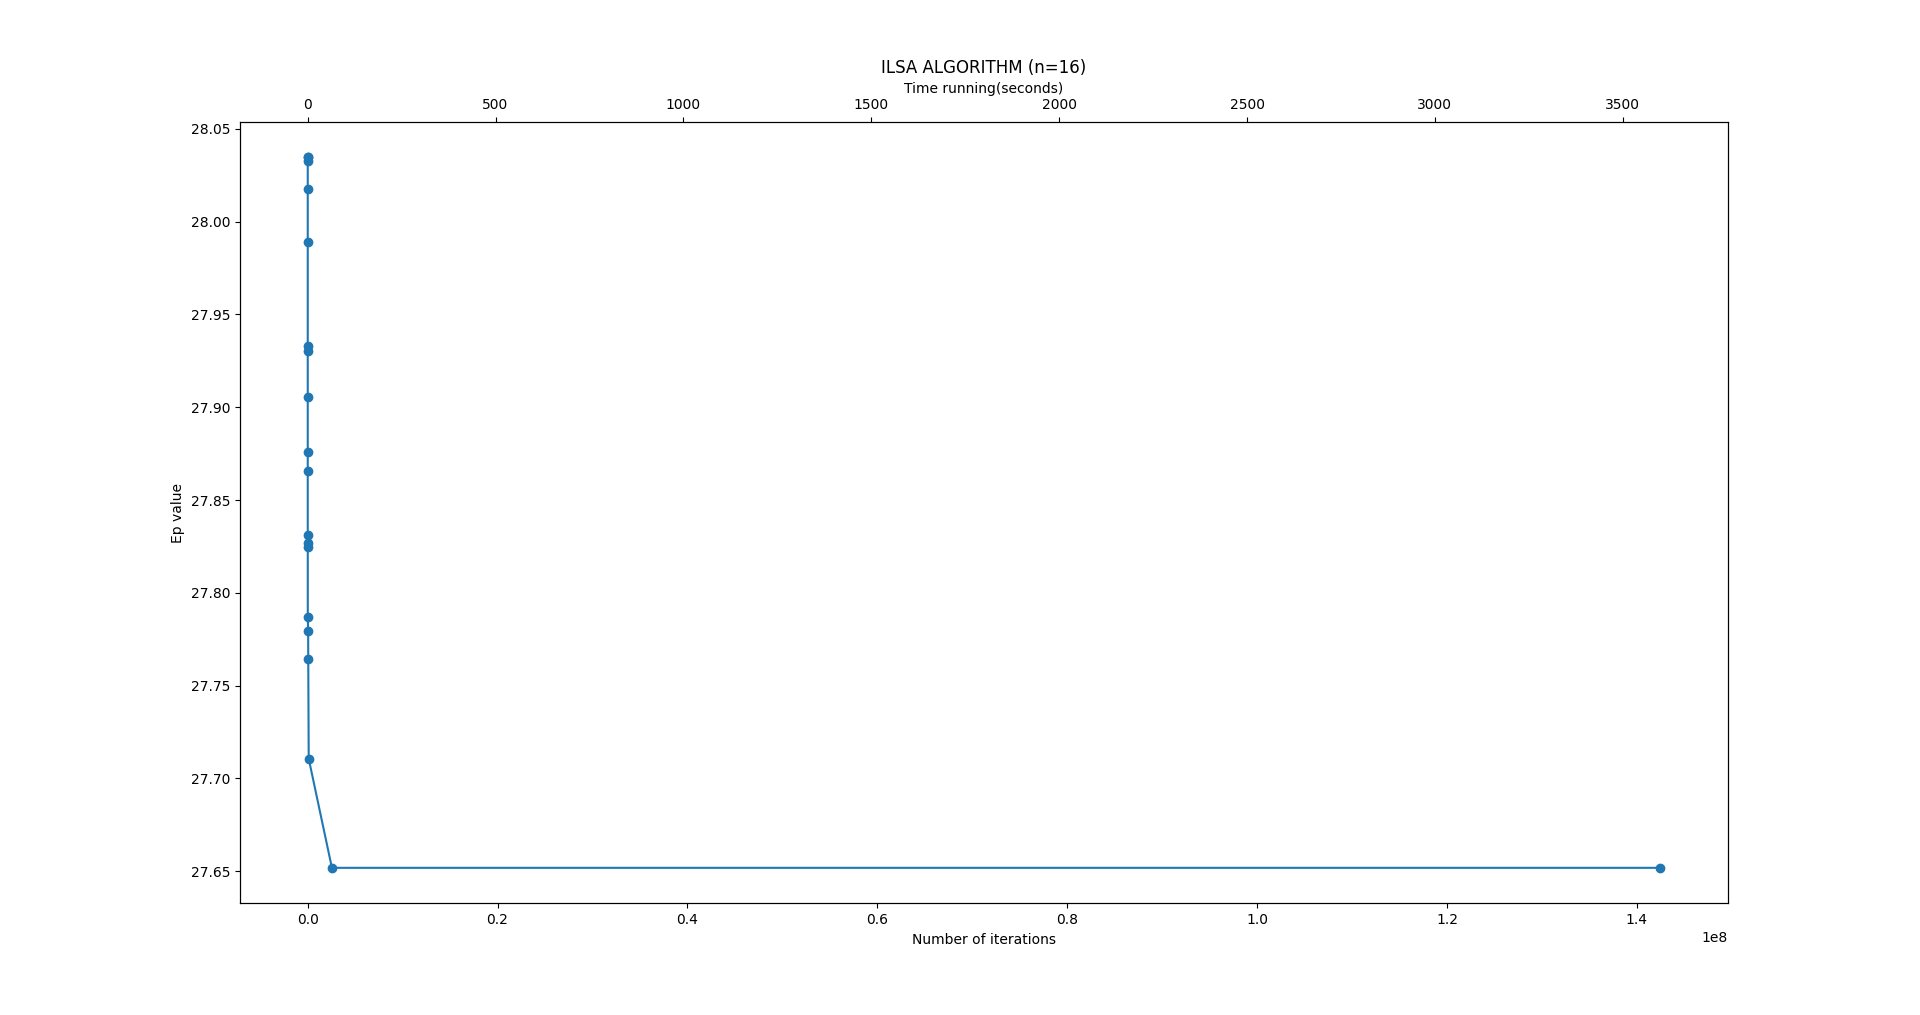 ILSA ALGORITHM (n=16)
Time running(seconds)
0 500 1000 1500 2000 2500 3000 3500
28.05
28.00
27.95
27.90
27.85
27.80
27.75
27.70
27.65
Ep value
0.0 0.2 0.4 0.6 0.8 1.0 1.2 1.4
Number of iterations
1e8